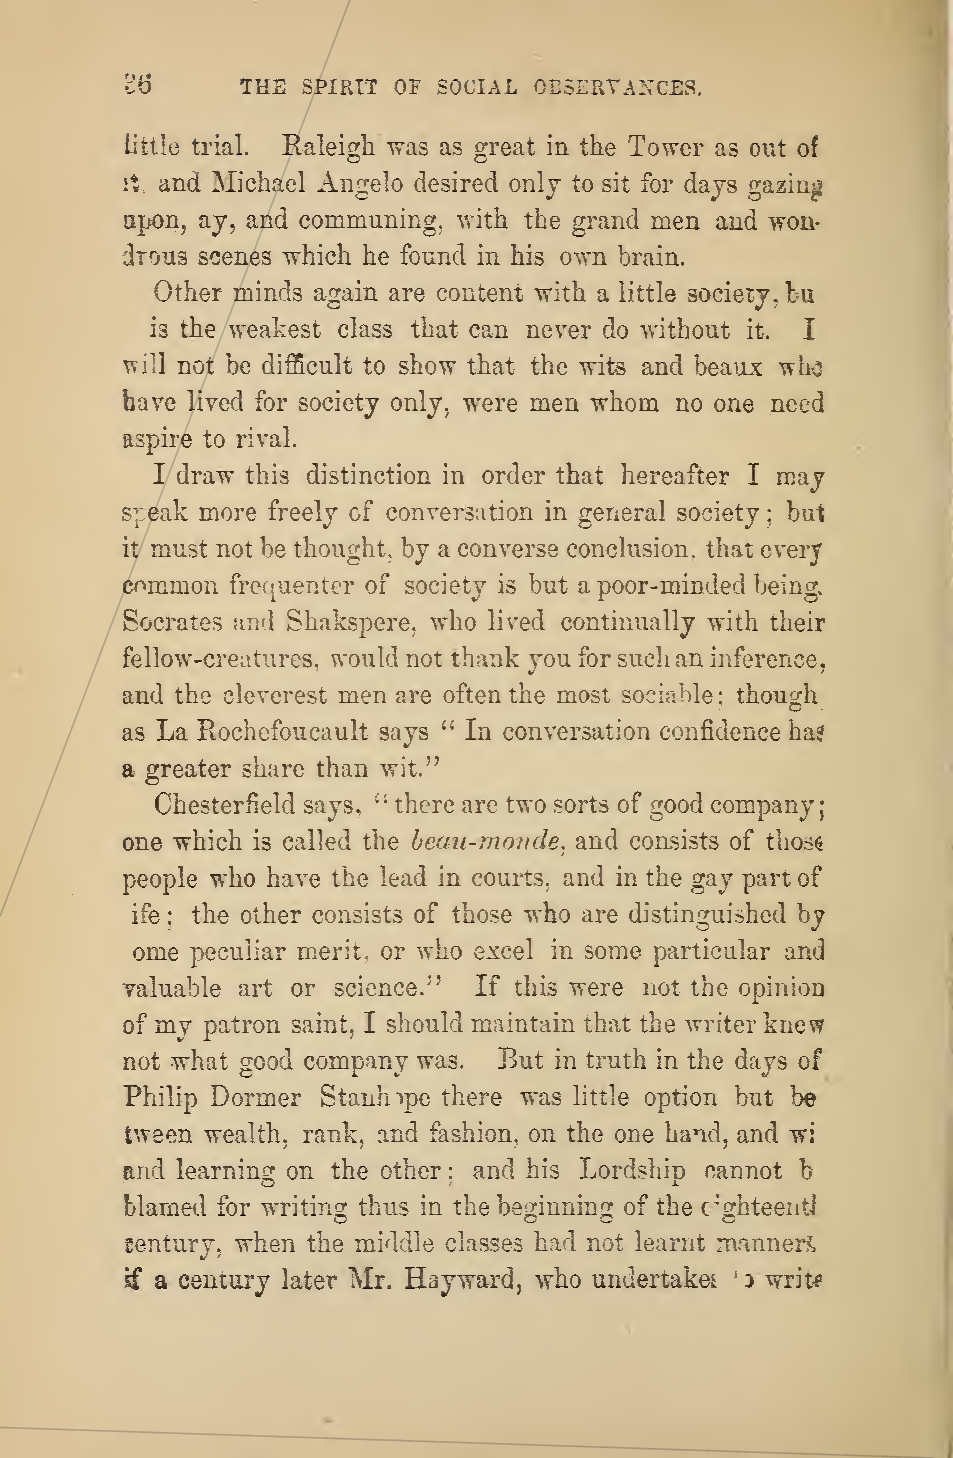 36 THE SPIRIT OF SOCIAL OBSERVANCES.
little trial. Raleigh was as great in the Tower as out of
it, and Michael Angelo desired only to sit for days gazing
upon, ay, and communing, with the grand men and won-
drous scenes which he found in his own brain.
Other minds again are content with a little society, bu
is the weakest class that can never do without it. I
will not be difficult to show that the wits and beaux who
have lived for society only, were men whom no one need
aspire to rival.
I draw this distinction in order that hereafter I may
speak more freely of conversation in general society; but
it must not be thought, by a converse conclusion, that every
common frequenter of society is but a poor-minded being.
Socrates and Shakspere, who lived continually with their
fellow-creatures, would not thank you for such an inference,
and the cleverest men are often the most sociable; though
as La Rochefoucault says “ In conversation confidence has
a greater share than wit.”
Chesterfield says, “ there are two sorts of good company;
one which is called the beau-monde, and consists of those
people who have the lead in courts, and in the gay part of
ife; the other consists of those who are distinguished by
ome peculiar merit, or who excel in some particular and
valuable art or science.” If this were not the opinion
of my patron saint, I should maintain that the writer knew
not what good company was. But in truth in the days of
Philip Dormer Stanhope there was little option but be
tween wealth, rank, and fashion, on the one hand, and wi
and learning on the other; and his Lordship cannot b
blamed for writing thus in the beginning of the eighteentl
century, when the middle classes had not learnt manners.
if a century later Mr. Hayward, who undertakes to write